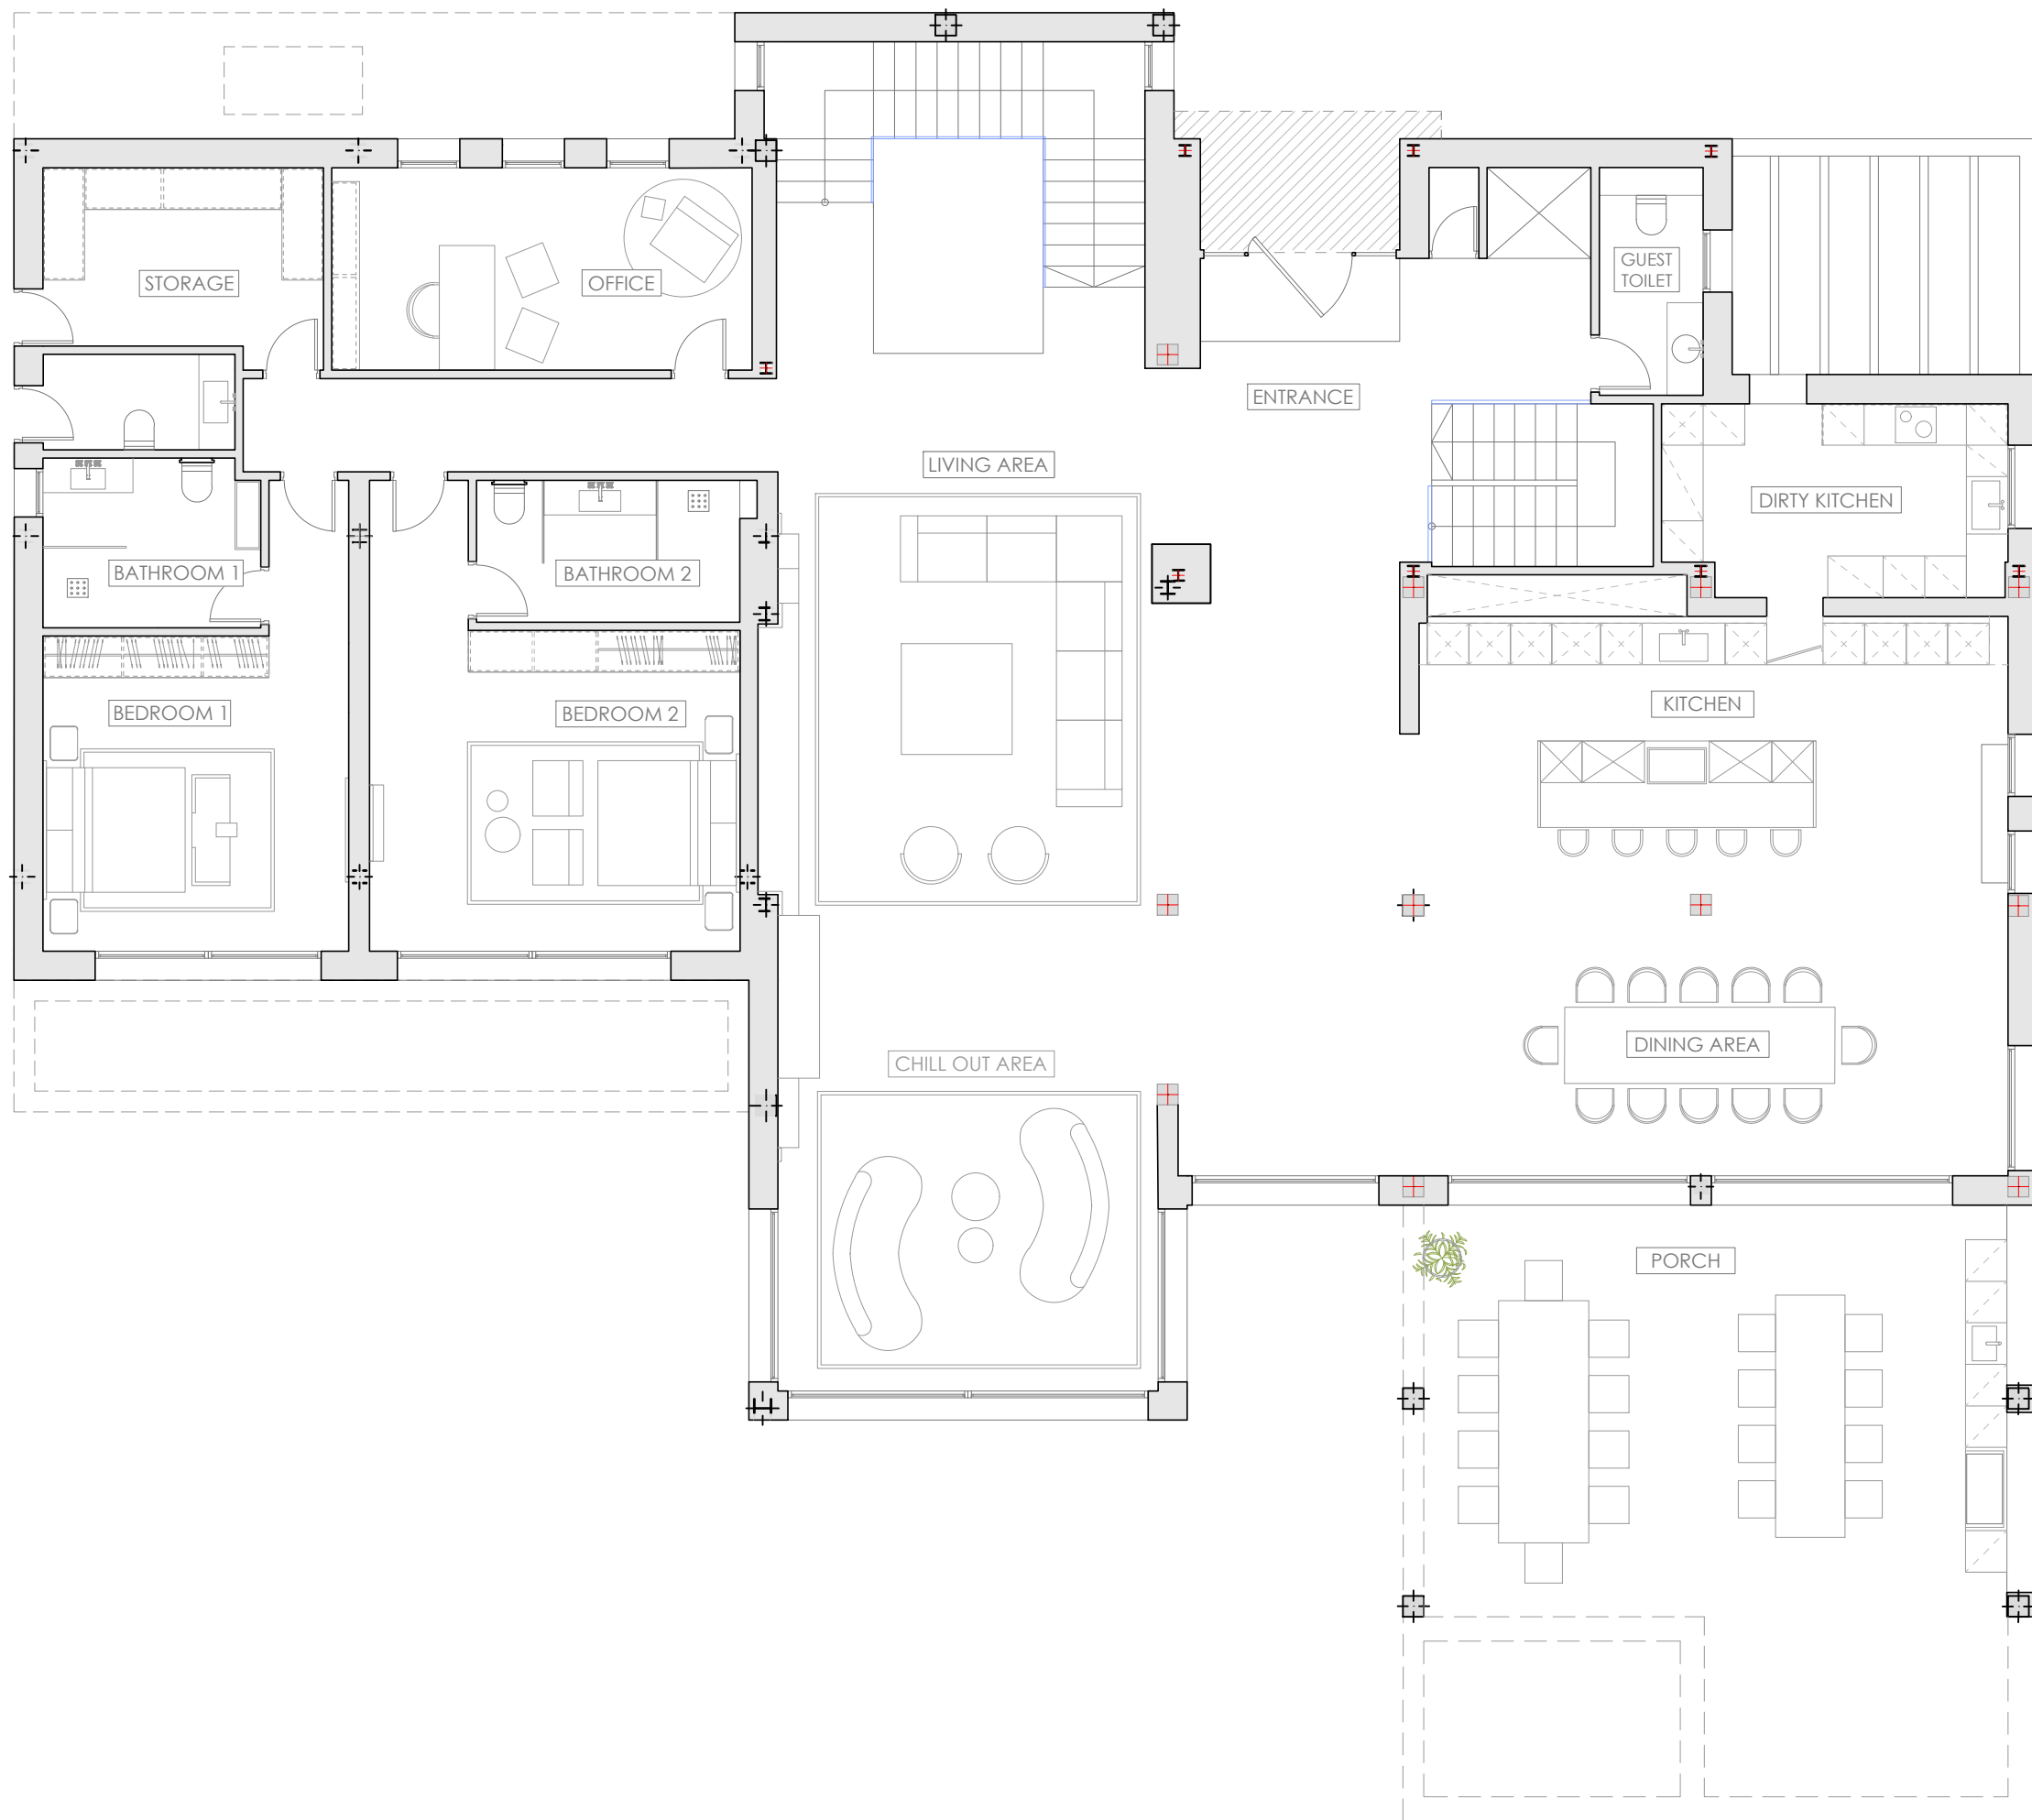 STORAGE
OFFICE
GUEST
TOILET
ENTRANCE
LIVING AREA
DIRTY KITCHEN
BATHROOM 1
BATHROOM 2
BEDROOM 1
BEDROOM 2
KITCHEN
DINING AREA
CHILL OUT AREA
PORCH